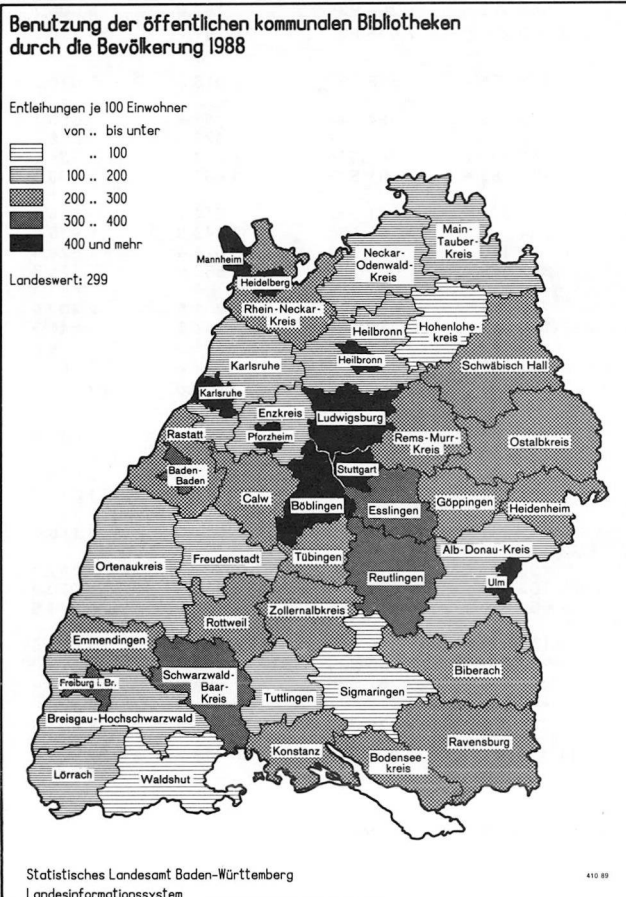 Benutzung der öffentlichen kommunalen Bibliotheken
durch die Bevölkerung 1988
Entleihungen je 100 Einwohner
von .. bis unter
.. 100
100 .. 200
200 .. 300
300 .. 400
400 und mehr
Landeswert: 299
Main-
Tauber-
Kreis
Neckar-
Odenwald-
Kreis
Mannheim
Heidelberg
Rhein-Neckar-
Kreis
Heilbronn
Hohenlohe-
kreis
Heilbronn
Schwäbisch Hall
Karlsruhe
Karlsruhe
Enzkreis
Ludwigsburg
Pforzheim
Rastatt
Rems-Murr-
Kreis
Ostalbkreis
Baden-
Baden
Stuttgart
Calw
Böblingen
Esslingen
Göppingen
Heidenheim
Alb-Donau-Kreis
Ortenaukreis
Freudenstadt
Tübingen
Reutlingen
Ulm
Zollernalbkreis
Rottweil
Emmendingen
Biberach
Freiburg i. Br.
Schwarzwald-
Baar-
Kreis
Tuttlingen
Sigmaringen
Breisgau-Hochschwarzwald
Ravensburg
Konstanz
Bodensee-
kreis
Lörrach
Waldshut
Statistisches Landesamt Baden-Württemberg
410 89
Landesinformationssystem